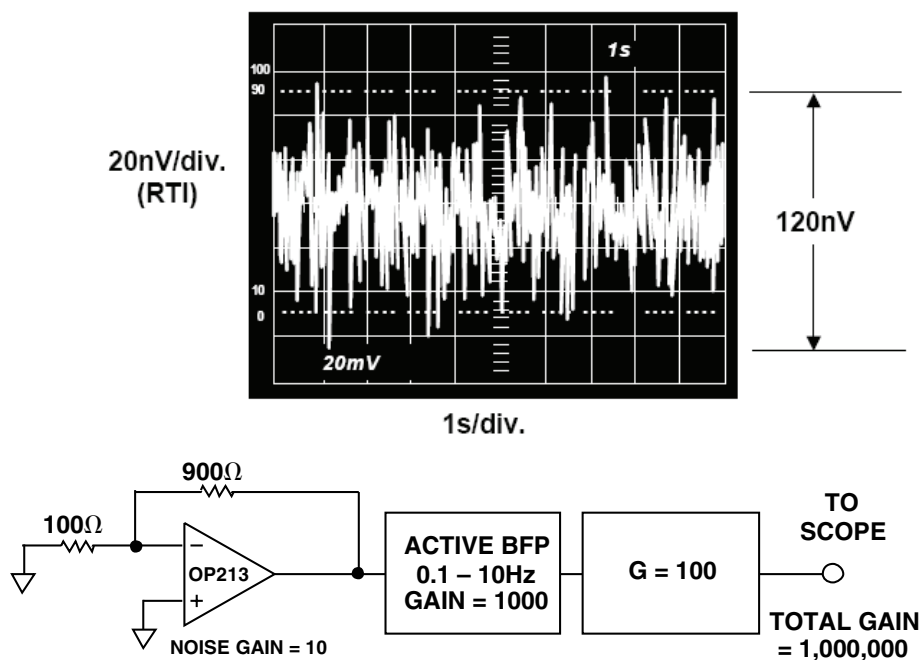 1s
100
90
20nV/div.
(RTI)
120nV
10
0
20mV
1s/div.
900Ω
100Ω
−
OP213
+
NOISE GAIN = 10
ACTIVE BFP
0.1 – 10Hz
GAIN = 1000
G = 100
TO
SCOPE
TOTAL GAIN
= 1,000,000